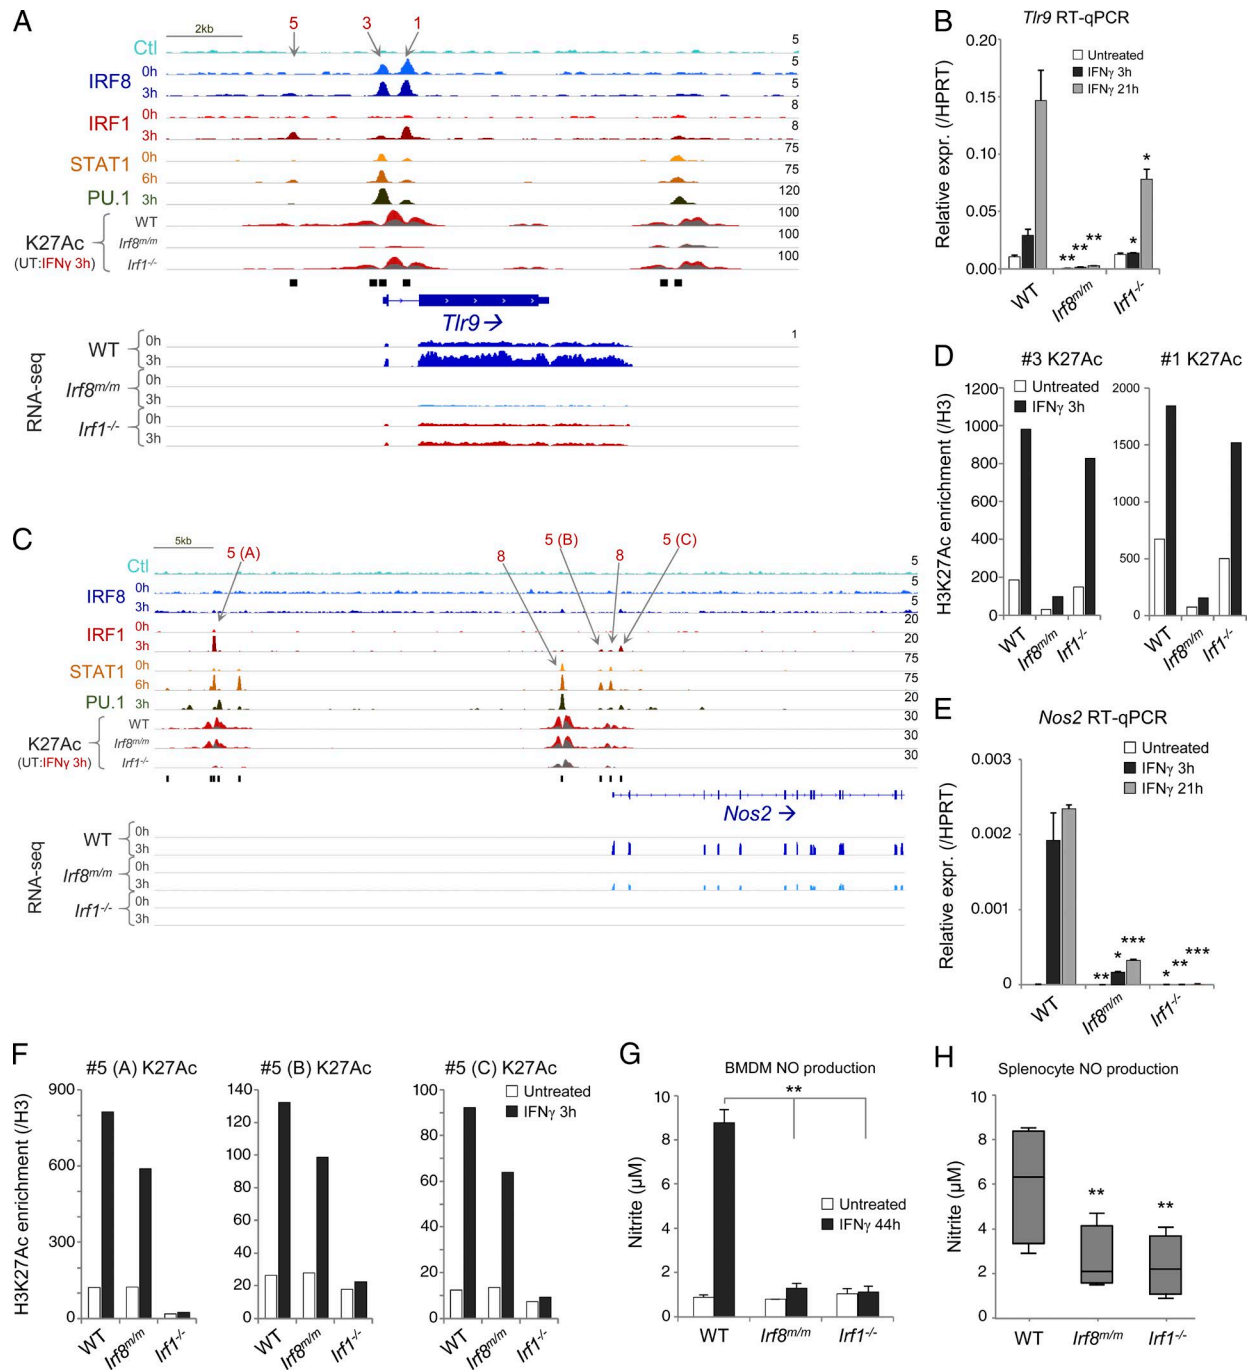 A
2kb
5
3
1
Ctl
5
IRF8
0h
5
3h
5
IRF1
0h
8
3h
8
STAT1
0h
75
6h
75
PU.1
3h
120
K27Ac
(UT:IFNγ 3h)
WT
100
Irf8m/m
100
Irf1-/-
100
Tlr9→
RNA-seq
WT
0h
3h
1
Irf8m/m
0h
3h
Irf1-/-
0h
3h
B
Tlr9 RT-qPCR
Untreated
IFNγ 3h
IFNγ 21h
Relative expr. (/HPRT)
0.20
0.15
0.10
0.05
0.00
** ** **
* *
WT
Irf8m/m
Irf1-/-
D
#3 K27Ac
#1 K27Ac
Untreated
IFNγ 3h
H3K27Ac enrichment (/H3)
1200
1000
800
600
400
200
0
2000
1500
1000
500
0
WT
Irf8m/m
Irf1-/-
WT
Irf8m/m
Irf1-/-
C
5kb
5 (A)
8
5 (B)
8
5 (C)
Ctl
5
IRF8
0h
5
3h
5
IRF1
0h
20
3h
20
STAT1
0h
75
6h
75
PU.1
3h
20
K27Ac
(UT:IFNγ 3h)
WT
30
Irf8m/m
30
Irf1-/-
30
Nos2 →
RNA-seq
WT
0h
3h
Irf8m/m
0h
3h
Irf1-/-
0h
3h
E
Nos2 RT-qPCR
Untreated
IFNγ 3h
IFNγ 21h
Relative expr. (/HPRT)
0.003
0.002
0.001
0
** * ***
* ** ***
WT
Irf8m/m
Irf1-/-
F
#5 (A) K27Ac
#5 (B) K27Ac
#5 (C) K27Ac
Untreated
IFNγ 3h
H3K27Ac enrichment (/H3)
900
600
300
0
140
120
100
80
60
40
20
0
100
80
60
40
20
0
WT
Irf8m/m
Irf1-/-
WT
Irf8m/m
Irf1-/-
WT
Irf8m/m
Irf1-/-
G
BMDM NO production
**
Untreated
IFNγ 44h
Nitrite (µM)
10
8
6
4
2
0
WT
Irf8m/m
Irf1-/-
H
Splenocyte NO production
Nitrite (µM)
10
8
6
4
2
0
**
**
WT
Irf8m/m
Irf1-/-